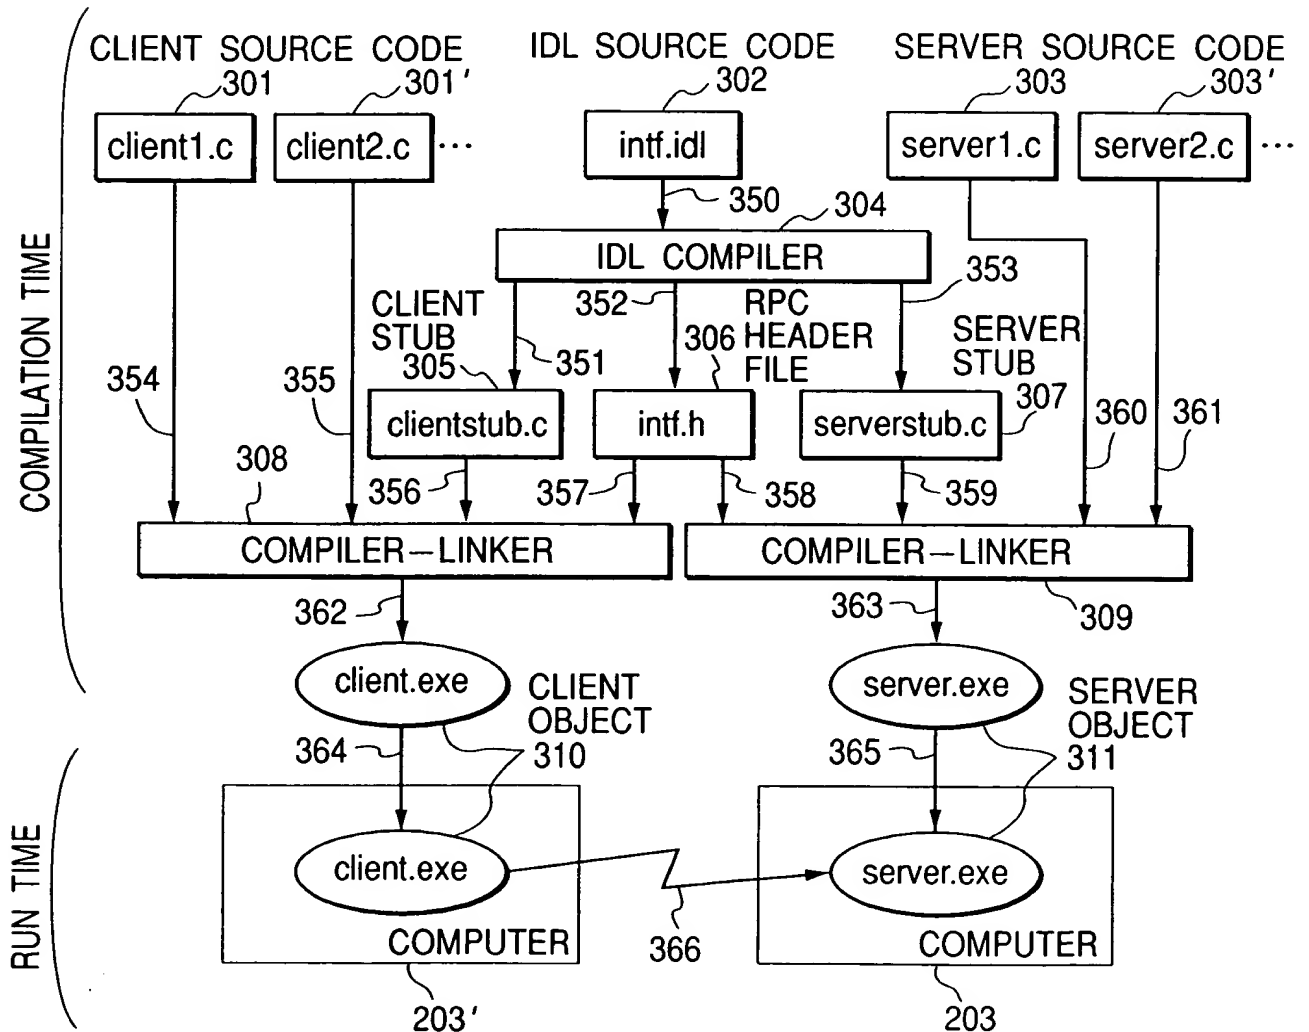 CLIENT SOURCE CODE
IDL SOURCE CODE
SERVER SOURCE CODE
301
301'
302
303
303'
client1.c
client2.c
...
intf.idl
server1.c
server2.c
...
350
304
IDL COMPILER
353
352
CLIENT
STUB
305
351
RPC
HEADER
FILE
306
SERVER
STUB
307
354
355
360
361
clientstub.c
intf.h
serverstub.c
308
356
357
358
359
COMPILER-LINKER
COMPILER-LINKER
362
363
309
client.exe
server.exe
CLIENT
OBJECT
310
SERVER
OBJECT
311
364
365
client.exe
server.exe
COMPUTER
COMPUTER
366
203'
203
COMPILATION TIME
RUN TIME